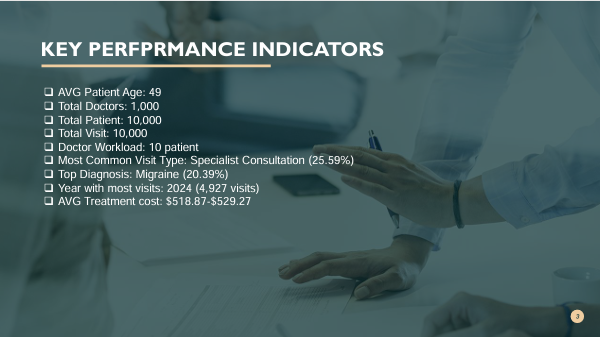 KEY PERFPRMANCE INDICATORS
❑ AVG Patient Age: 49
❑ Total Doctors: 1,000
❑ Total Patient: 10,000
❑ Total Visit: 10,000
❑ Doctor Workload: 10 patient
❑ Most Common Visit Type: Specialist Consultation (25.59%)
❑ Top Diagnosis: Migraine (20.39%)
❑ Year with most visits: 2024 (4,927 visits)
❑ AVG Treatment cost: $518.87-$529.27
3